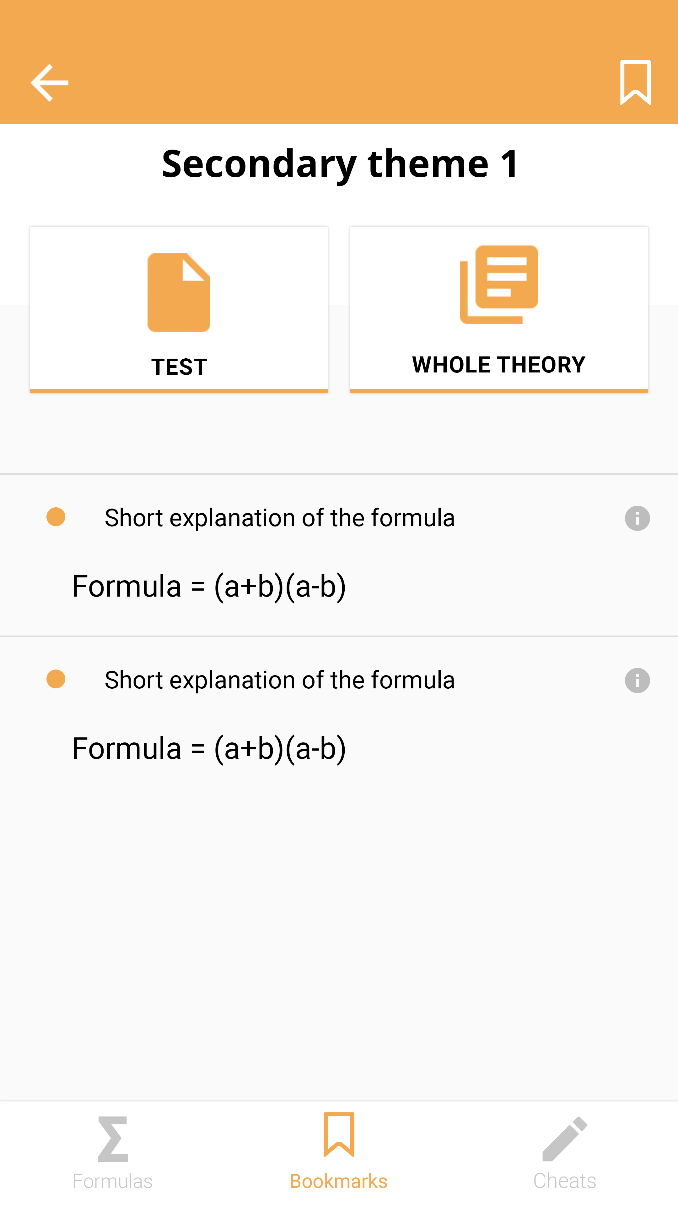 Secondary theme 1
TEST
WHOLE THEORY
Short explanation of the formula
Formula = (a+b)(a-b)
Short explanation of the formula
Formula = (a+b)(a-b)
Formulas
Bookmarks
Cheats